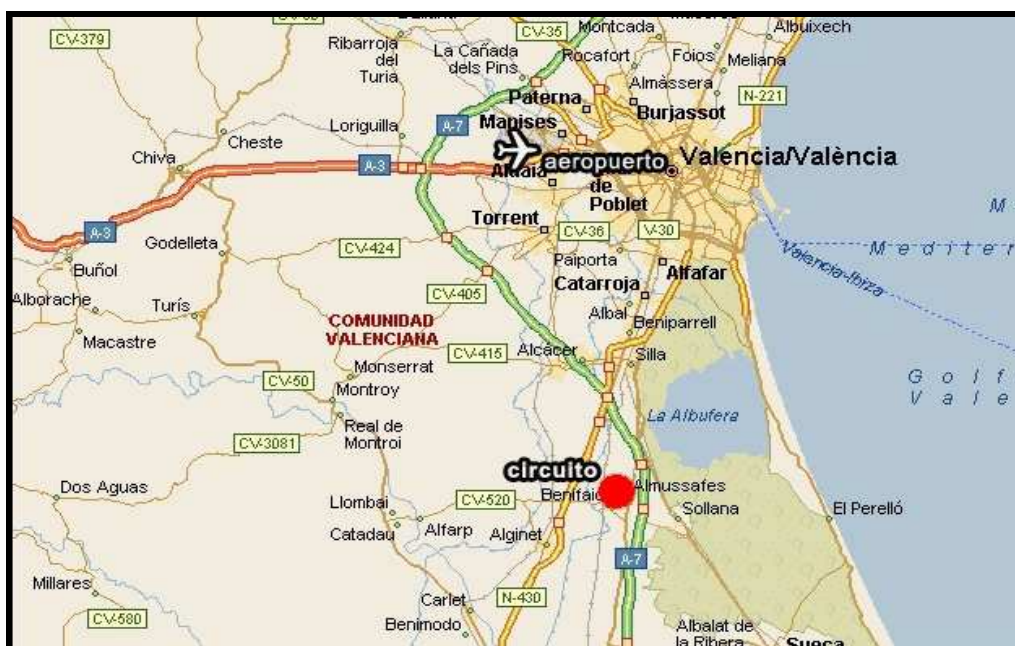 CV-379
CV-35
Montcada
Albuixech
Ribarroja
del
Turia
La Cañada
dels Pins
Rocafort
Foios
Meliana
Almàssera
N-221
Paterna
Burjassot
A-7
Manises
Loriguilla
Cheste
Chiva
A-3
aeropuerto
Valencia/València
Aldaia
de
Poblet
Torrent
CV-36
V-30
A-3
Godelleta
CV-424
Paiporta
Alfafar
Valencia-Ibiza
M
M e d i t e r
Buñol
Catarroja
CV-405
Alborache
Turís
Albal
Beniparrell
COMUNIDAD
VALENCIANA
Macastre
CV-415
Alcácer
Silla
Monserrat
CV-50
Montroy
G o l f
V a l e
La Albufera
Real de
Montroi
CV-3081
circuito
Dos Aguas
Benifaió
Almussafes
Llombai
CV-520
Sollana
El Perelló
Catadau
Alfarp
Alginet
A-7
Millares
CV-580
Carlet
N-430
Benimodo
Albalat de
la Ribera
Sueca